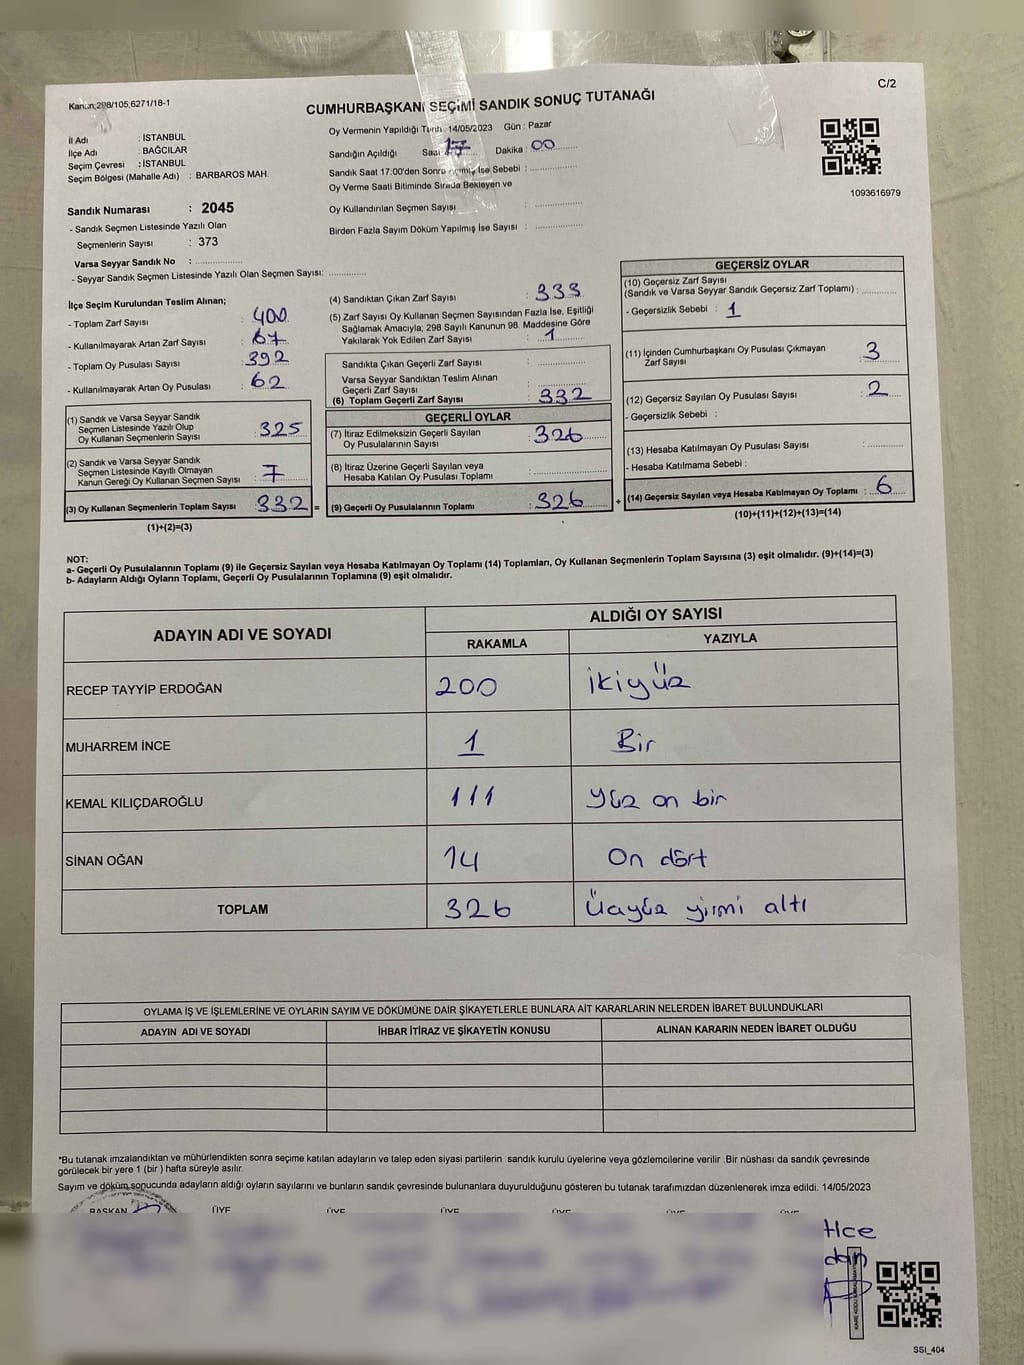 Kanun;298/105,6271/18-1
C/2
CUMHURBAŞKANI SEÇİMİ SANDIK SONUÇ TUTANAĞI
İl Adı : İSTANBUL
İlçe Adı : BAĞCILAR
Seçim Çevresi : İSTANBUL
Seçim Bölgesi (Mahalle Adı) : BARBAROS MAH.
Sandık Numarası : 2045
- Sandık Seçmen Listesinde Yazılı Olan
Seçmenlerin Sayısı : 373
Varsa Seyyar Sandık No : ..............
- Seyyar Sandık Seçmen Listesinde Yazılı Olan Seçmen Sayısı: ..............
Oy Vermenin Yapıldığı Tarih : 14/05/2023 Gün : Pazar
Sandığın Açıldığı Saat : 17 Dakika : 00
Sandık Saat 17:00'den Sonra Açılmış İse Sebebi : ..............
Oy Verme Saati Bitiminde Sırada Bekleyen ve
Oy Kullandırılan Seçmen Sayısı : ..............
Birden Fazla Sayım Döküm Yapılmış İse Sayısı : ..............
1093616979
İlçe Seçim Kurulundan Teslim Alınan;
- Toplam Zarf Sayısı : 400
- Kullanılmayarak Artan Zarf Sayısı : 67
- Toplam Oy Pusulası Sayısı : 392
- Kullanılmayarak Artan Oy Pusulası : 62
(1) Sandık ve Varsa Seyyar Sandık
Seçmen Listesinde Yazılı Olup
Oy Kullanan Seçmenlerin Sayısı : 325
(2) Sandık ve Varsa Seyyar Sandık
Seçmen Listesinde Kayıtlı Olmayan
Kanun Gereği Oy Kullanan Seçmen Sayısı : 7
(3) Oy Kullanan Seçmenlerin Toplam Sayısı : 332 =
(1)+(2)=(3)
(4) Sandıktan Çıkan Zarf Sayısı : 333
(5) Zarf Sayısı Oy Kullanan Seçmen Sayısından Fazla İse, Eşitliği
Sağlamak Amacıyla; 298 Sayılı Kanunun 98. Maddesine Göre
Yakılarak Yok Edilen Zarf Sayısı : 1
Sandıkta Çıkan Geçerli Zarf Sayısı : ..............
Varsa Seyyar Sandıktan Teslim Alınan
Geçerli Zarf Sayısı : ..............
(6) Toplam Geçerli Zarf Sayısı : 332
GEÇERLİ OYLAR
(7) İtiraz Edilmeksizin Geçerli Sayılan
Oy Pusulalarının Sayısı : 326
(8) İtiraz Üzerine Geçerli Sayılan veya
Hesaba Katılan Oy Pusulası Toplamı : ..............
(9) Geçerli Oy Pusulalarının Toplamı : 326 +
GEÇERSİZ OYLAR
(10) Geçersiz Zarf Sayısı
(Sandık ve Varsa Seyyar Sandık Geçersiz Zarf Toplamı) : ..............
- Geçersizlik Sebebi : 1
(11) İçinden Cumhurbaşkanı Oy Pusulası Çıkmayan
Zarf Sayısı : 3
(12) Geçersiz Sayılan Oy Pusulası Sayısı : 2
- Geçersizlik Sebebi :
(13) Hesaba Katılmayan Oy Pusulası Sayısı : ..............
- Hesaba Katılmama Sebebi :
(14) Geçersiz Sayılan veya Hesaba Katılmayan Oy Toplamı : 6
(10)+(11)+(12)+(13)=(14)
NOT:
a- Geçerli Oy Pusulalarının Toplamı (9) ile Geçersiz Sayılan veya Hesaba Katılmayan Oy Toplamı (14) Toplamları, Oy Kullanan Seçmenlerin Toplam Sayısına (3) eşit olmalıdır. (9)+(14)=(3)
b- Adayların Aldığı Oyların Toplamı, Geçerli Oy Pusulalarının Toplamına (9) eşit olmalıdır.
ADAYIN ADI VE SOYADI
ALDIĞI OY SAYISI
RAKAMLA YAZIYLA
RECEP TAYYİP ERDOĞAN 200 İkiyüz
MUHARREM İNCE 1 Bir
KEMAL KILIÇDAROĞLU 111 Yüz on bir
SİNAN OĞAN 14 On dört
TOPLAM 326 Üçyüz yirmi altı
OYLAMA İŞ VE İŞLEMLERİNE VE OYLARIN SAYIM VE DÖKÜMÜNE DAİR ŞİKAYETLERLE BUNLARA AİT KARARLARIN NELERDEN İBARET BULUNDUKLARI
ADAYIN ADI VE SOYADI İHBAR İTİRAZ VE ŞİKAYETİN KONUSU ALINAN KARARIN NEDEN İBARET OLDUĞU
*Bu tutanak imzalandıktan ve mühürlendikten sonra seçime katılan adayların ve talep eden siyasi partilerin sandık kurulu üyelerine veya gözlemcilerine verilir .Bir nüshası da sandık çevresinde
görülecek bir yere 1 (bir ) hafta süreyle asılır.
Sayım ve döküm sonucunda adayların aldığı oyların sayılarını ve bunların sandık çevresinde bulunanlara duyurulduğunu gösteren bu tutanak tarafımızdan düzenlenerek imza edildi. 14/05/2023
BAŞKAN ÜYE ÜYE ÜYE ÜYE ÜYE ÜYE
SSI_404